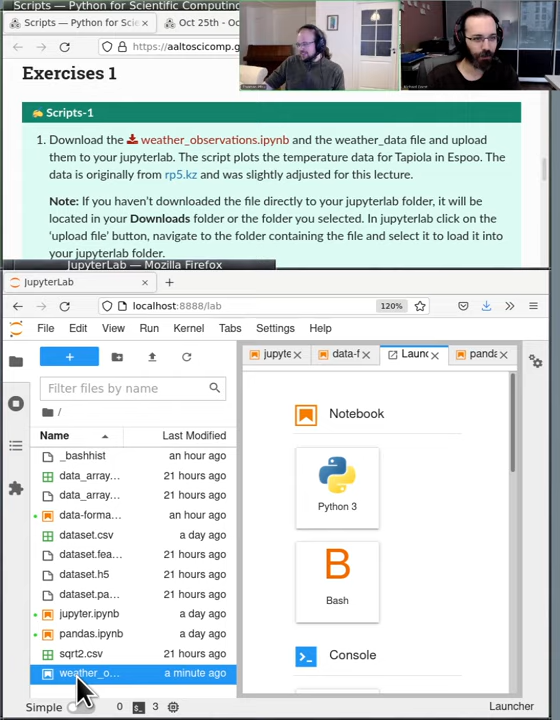 Scripts — Python for Scientific Computing
Scripts — Python for Scie
Oct 25th - Oc
https://aaltoscicomp.g
Exercises 1
Scripts-1
1. Download the weather_observations.ipynb and the weather_data file and upload
them to your jupyterlab. The script plots the temperature data for Tapiola in Espoo. The
data is originally from rp5.kz and was slightly adjusted for this lecture.
Note: If you haven't downloaded the file directly to your jupyterlab folder, it will be
located in your Downloads folder or the folder you selected. In jupyterlab click on the
'upload file' button, navigate to the folder containing the file and select it to load it into
your jupyterlab folder.
JupyterLab — Mozilla Firefox
JupyterLab
localhost:8888/lab
120%
File Edit View Run Kernel Tabs Settings Help
jupyte
data-f
Launc
panda
Filter files by name
/
Name Last Modified
_bashhist an hour ago
data_array... 21 hours ago
data_array... 21 hours ago
data-forma... an hour ago
dataset.csv a day ago
dataset.fea... 21 hours ago
dataset.h5 21 hours ago
dataset.pa... 21 hours ago
jupyter.ipynb a day ago
pandas.ipynb a day ago
sqrt2.csv 21 hours ago
weather_o... a minute ago
Notebook
Python 3
B
Bash
Console
Simple 0 3 Launcher